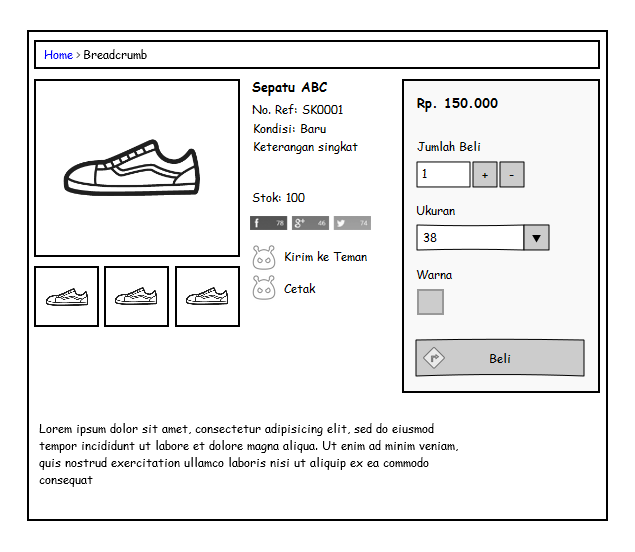 Home > Breadcrumb
Sepatu ABC
No. Ref: SK0001
Kondisi: Baru
Keterangan singkat
Stok: 100
f 78 g+ 46 74
Kirim ke Teman
Cetak
Rp. 150.000
Jumlah Beli
1 + -
Ukuran
38
Warna
Beli
Lorem ipsum dolor sit amet, consectetur adipisicing elit, sed do eiusmod
tempor incididunt ut labore et dolore magna aliqua. Ut enim ad minim veniam,
quis nostrud exercitation ullamco laboris nisi ut aliquip ex ea commodo
consequat